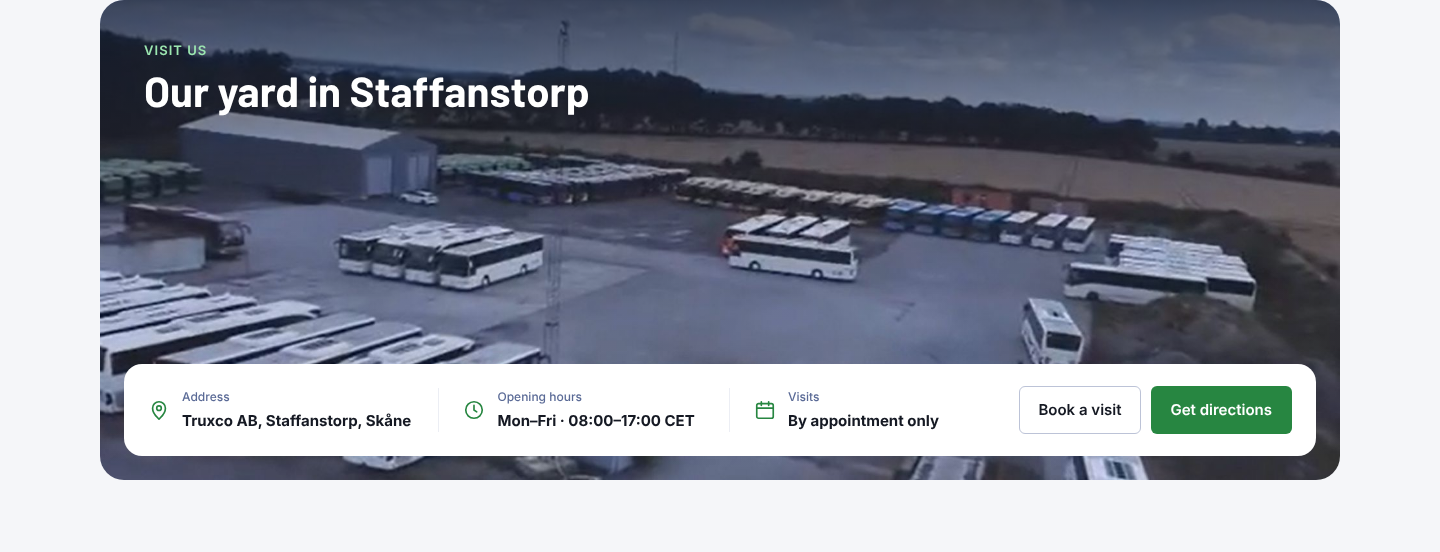 VISIT US
Our yard in Staffanstorp
Address
Truxco AB, Staffanstorp, Skåne
Opening hours
Mon–Fri · 08:00–17:00 CET
Visits
By appointment only
Book a visit
Get directions